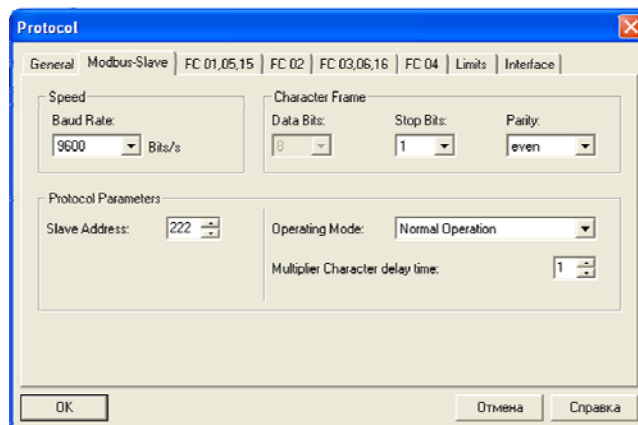 Protocol
General Modbus-Slave FC 01,05,15 FC 02 FC 03,06,16 FC 04 Limits Interface
Speed Character Frame
Baud Rate: Data Bits: Stop Bits: Parity:
9600 Bits/s 8 1 even
Protocol Parameters
Slave Address: 222 Operating Mode: Normal Operation
Multiplier Character delay time: 1
OK Отмена Справка